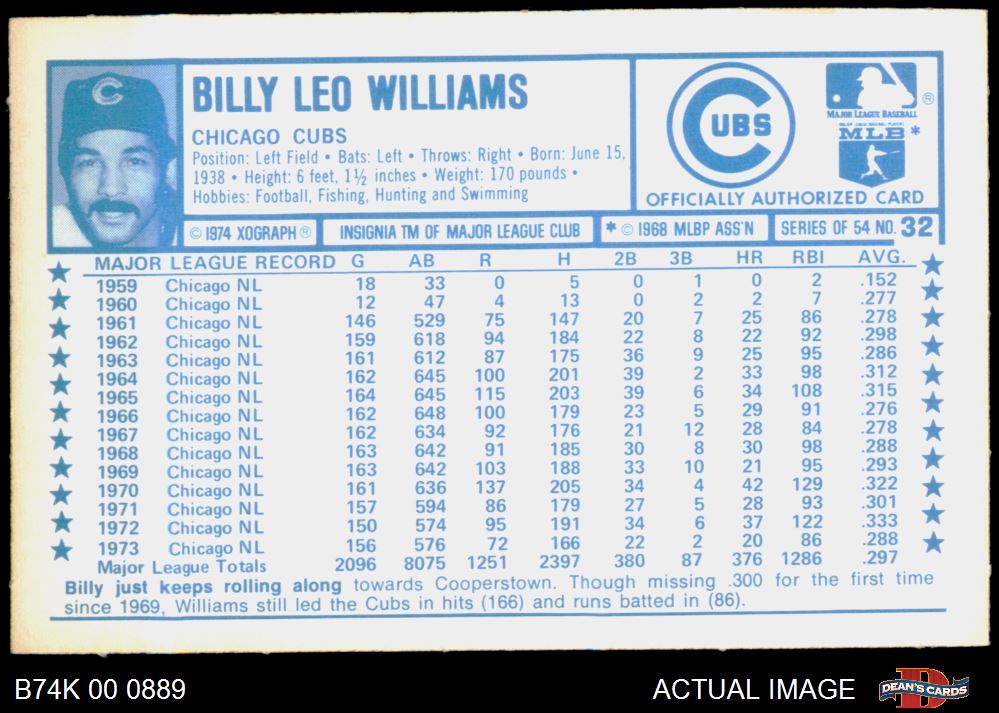 BILLY LEO WILLIAMS
CHICAGO CUBS
Position: Left Field • Bats: Left • Throws: Right • Born: June 15,
1938 • Height: 6 feet, 1½ inches • Weight: 170 pounds •
Hobbies: Football, Fishing, Hunting and Swimming
C
CUBS
MAJOR LEAGUE BASEBALL ®
MLB *
OFFICIALLY AUTHORIZED CARD
© 1974 XOGRAPH ® INSIGNIA TM OF MAJOR LEAGUE CLUB * © 1968 MLBP ASS'N SERIES OF 54 NO. 32
MAJOR LEAGUE RECORD G AB R H 2B 3B HR RBI AVG.
1959 Chicago NL 18 33 0 5 0 1 0 2 .152
1960 Chicago NL 12 47 4 13 0 2 2 7 .277
1961 Chicago NL 146 529 75 147 20 7 25 86 .278
1962 Chicago NL 159 618 94 184 22 8 22 92 .298
1963 Chicago NL 161 612 87 175 36 9 25 95 .286
1964 Chicago NL 162 645 100 201 39 2 33 98 .312
1965 Chicago NL 164 645 115 203 39 6 34 108 .315
1966 Chicago NL 162 648 100 179 23 5 29 91 .276
1967 Chicago NL 162 634 92 176 21 12 28 84 .278
1968 Chicago NL 163 642 91 185 30 8 30 98 .288
1969 Chicago NL 163 642 103 188 33 10 21 95 .293
1970 Chicago NL 161 636 137 205 34 4 42 129 .322
1971 Chicago NL 157 594 86 179 27 5 28 93 .301
1972 Chicago NL 150 574 95 191 34 6 37 122 .333
1973 Chicago NL 156 576 72 166 22 2 20 86 .288
Major League Totals 2096 8075 1251 2397 380 87 376 1286 .297
Billy just keeps rolling along towards Cooperstown. Though missing .300 for the first time
since 1969, Williams still led the Cubs in hits (166) and runs batted in (86).
B74K 00 0889 ACTUAL IMAGE DEAN'S CARDS